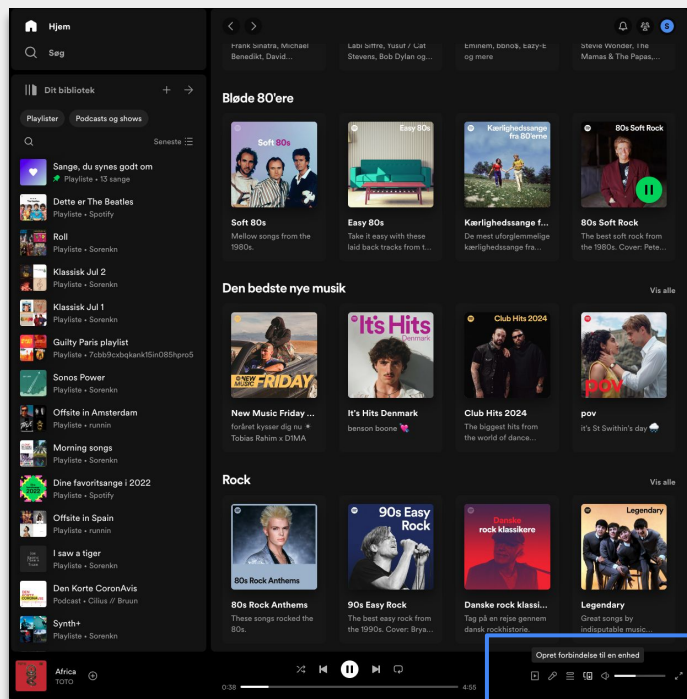 Hjem
Søg
Dit bibliotek
Playlister
Podcasts og shows
Seneste
Sange, du synes godt om
Playliste • 13 sange
Dette er The Beatles
Playliste • Spotify
Roll
Playliste • Sorenkn
Klassisk Jul 2
Playliste • Sorenkn
Klassisk Jul 1
Playliste • Sorenkn
Guilty Paris playlist
Playliste • 7cbb9cxbqkank15in085hpro5
Sonos Power
Playliste • Sorenkn
Offsite in Amsterdam
Playliste • runnin
Morning songs
Playliste • Sorenkn
Dine favoritsange i 2022
Playliste • Spotify
Offsite in Spain
Playliste • runnin
I saw a tiger
Playliste • Sorenkn
Den Korte CoronAvis
Podcast • Cilius // Bruun
Synth+
Playliste • Sorenkn
S
Frank Sinatra, Michael
Benedikt, David...
Labi Siffre, Yusuf / Cat
Stevens, Bob Dylan og...
Eminem, bbno$, Eazy-E
og mere
Stevie Wonder, The
Mamas & The Papas,...
Bløde 80'ere
Soft 80s
Easy 80s
Kærlighedssange
fra 80'erne
80s Soft Rock
Soft 80s
Mellow songs from the
1980s.
Easy 80s
Take it easy with these
laid back tracks from t...
Kærlighedssange f...
De mest uforglemmelige
kærlighedssange fra...
80s Soft Rock
The best soft rock from
the 1980s. Cover: Pete...
Den bedste nye musik
Vis alle
NEW
MUSIC FRIDAY
It's Hits
Denmark
Club Hits 2024
pov
New Music Friday ...
foråret kysser dig nu ☀
Tobias Rahim x D1MA
It's Hits Denmark
benson boone 💘
Club Hits 2024
The biggest hits from
the world of dance...
pov
it's St Swithin's day 🌧
Rock
Vis alle
80s Rock Anthems
90s Easy
Rock
Danske
rock klassikere
Legendary
80s Rock Anthems
These songs rocked the
80s.
90s Easy Rock
The best easy rock from
the 1990s. Cover: Brya...
Danske rock klassi...
Tag på en rejse gennem
dansk rockhistorie.
Legendary
Great songs by
indisputable music...
Opret forbindelse til en enhed
Africa
TOTO
0:38
4:55